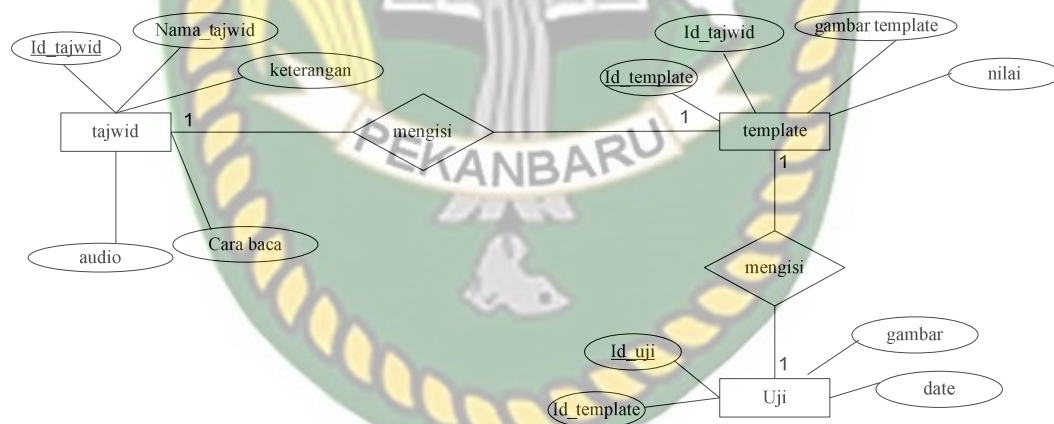 Nama_tajwid
Id_tajwid
keterangan
Id_tajwid
gambar template
Id_template
nilai
tajwid
1
mengisi
1
template
PEKANBARU
1
audio
Cara baca
mengisi
1
Id_uji
gambar
Id_template
Uji
date